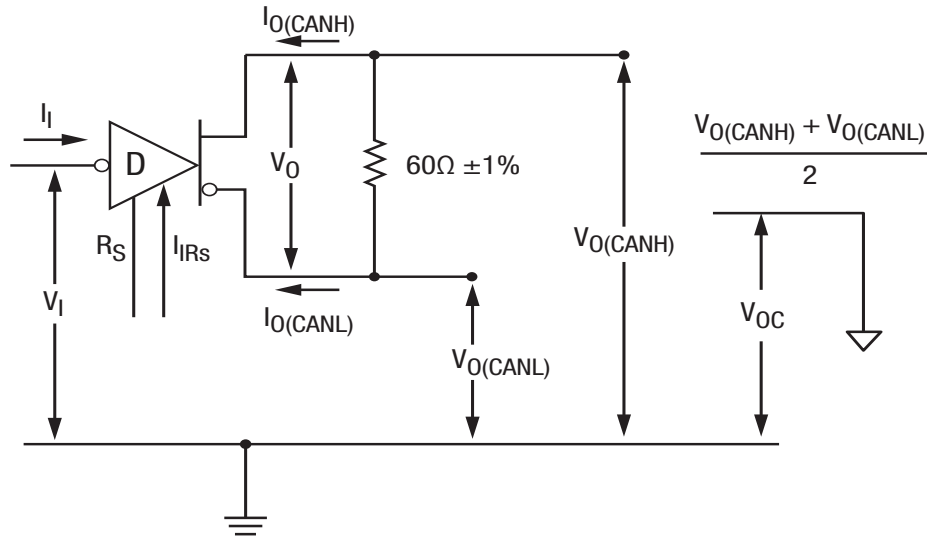 I_O(CANH)
I_I
D
V_O
60Ω ±1%
V_O(CANH) + V_O(CANL)
2
R_S
I_IRs
V_O(CANH)
V_I
I_O(CANL)
V_OC
V_O(CANL)